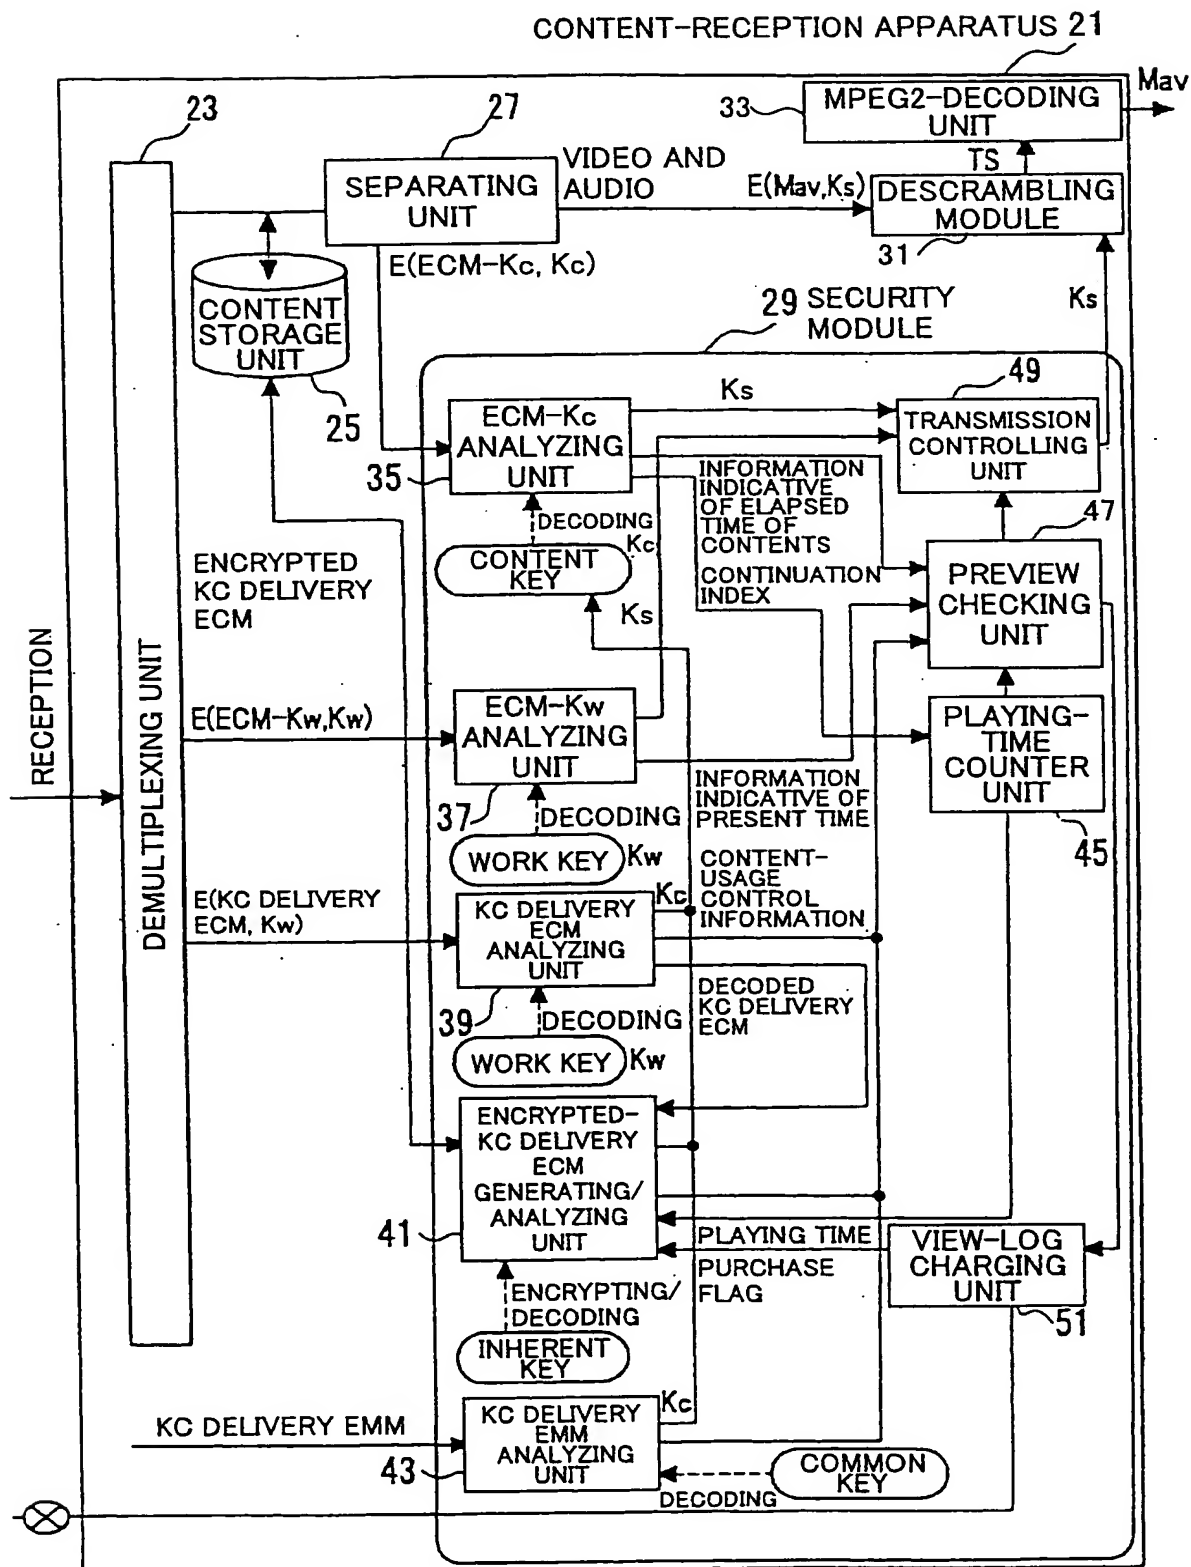 CONTENT-RECEPTION APPARATUS 21
Mav
33
MPEG2-DECODING
UNIT
23
27
TS
SEPARATING
UNIT
VIDEO AND
AUDIO
E(Mav,Ks)
DESCRAMBLING
MODULE
31
E(ECM-Kc, Kc)
Ks
CONTENT
STORAGE
UNIT
25
29 SECURITY
MODULE
49
Ks
ECM-Kc
ANALYZING
UNIT
35
TRANSMISSION
CONTROLLING
UNIT
INFORMATION
INDICATIVE
OF ELAPSED
TIME OF
CONTENTS
47
DECODING
Kc
CONTENT
KEY
CONTINUATION
INDEX
PREVIEW
CHECKING
UNIT
ENCRYPTED
KC DELIVERY
ECM
Ks
RECEPTION
DEMULTIPLEXING UNIT
E(ECM-Kw,Kw)
ECM-Kw
ANALYZING
UNIT
37
PLAYING-
TIME
COUNTER
UNIT
45
INFORMATION
INDICATIVE OF
PRESENT TIME
DECODING
WORK KEY
Kw
CONTENT-
USAGE
CONTROL
INFORMATION
E(KC DELIVERY
ECM, Kw)
Kc
KC DELIVERY
ECM
ANALYZING
UNIT
39
DECODED
KC DELIVERY
ECM
DECODING
WORK KEY
Kw
ENCRYPTED-
KC DELIVERY
ECM
GENERATING/
ANALYZING
UNIT
41
PLAYING TIME
PURCHASE
FLAG
VIEW-LOG
CHARGING
UNIT
51
ENCRYPTING/
DECODING
INHERENT
KEY
KC DELIVERY EMM
Kc
KC DELIVERY
EMM
ANALYZING
UNIT
43
COMMON
KEY
DECODING